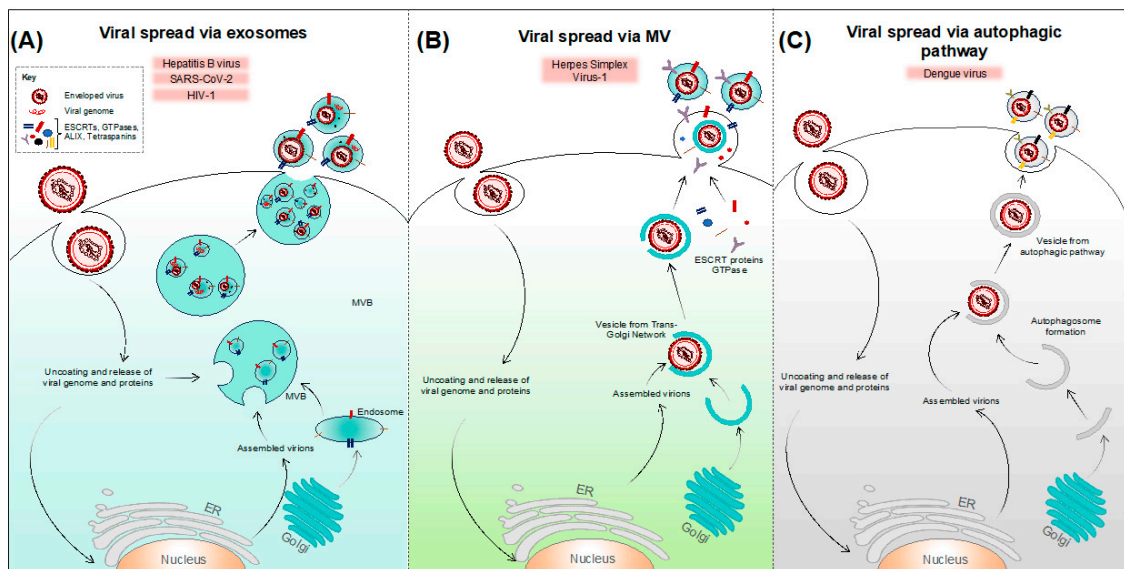 (A)
Viral spread via exosomes
Hepatitis B virus
SARS-CoV-2
HIV-1
Key
Enveloped virus
Viral genome
ESCRTs, GTPases,
ALIX, Tetraspanins
MVB
Uncoating and release of
viral genome and proteins
MVB
Endosome
Assembled virions
ER
Golgi
Nucleus
(B)
Viral spread via MV
Herpes Simplex
Virus-1
ESCRT proteins
GTPase
Vesicle from Trans-
Golgi Network
Uncoating and release of
viral genome and proteins
Assembled virions
ER
Golgi
Nucleus
(C)
Viral spread via autophagic
pathway
Dengue virus
Vesicle from
autophagic pathway
Autophagosome
formation
Uncoating and release of
viral genome and proteins
Assembled virions
ER
Golgi
Nucleus